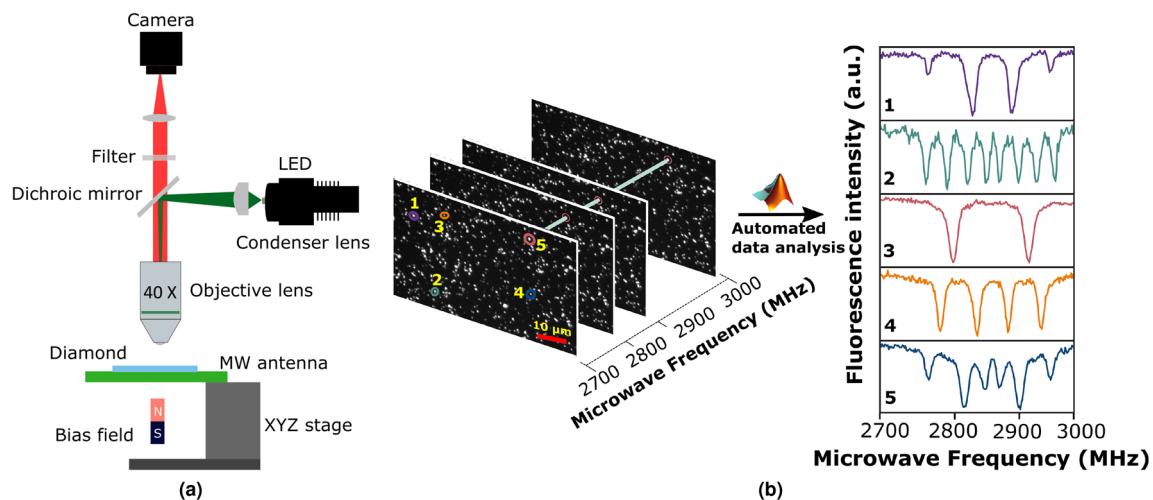 Camera
Filter
Dichroic mirror
LED
Condenser lens
40 X
Objective lens
Diamond
MW antenna
N
S
Bias field
XYZ stage
(a)
1
3
5
2
4
10 µm
2700
2800
2900
3000
Microwave Frequency (MHz)
Automated
data analysis
Fluorescence intensity (a.u.)
1
2
3
4
5
2700
2800
2900
3000
Microwave Frequency (MHz)
(b)